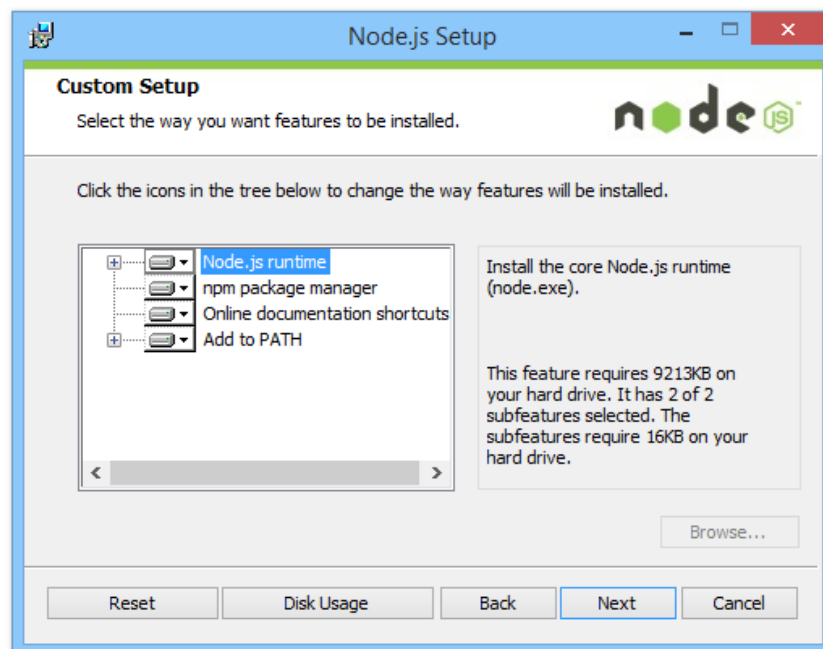 Node.js Setup
Custom Setup
Select the way you want features to be installed.
node JS
Click the icons in the tree below to change the way features will be installed.
Node.js runtime
npm package manager
Online documentation shortcuts
Add to PATH
Install the core Node.js runtime
(node.exe).
This feature requires 9213KB on
your hard drive. It has 2 of 2
subfeatures selected. The
subfeatures require 16KB on your
hard drive.
Browse...
Reset
Disk Usage
Back
Next
Cancel